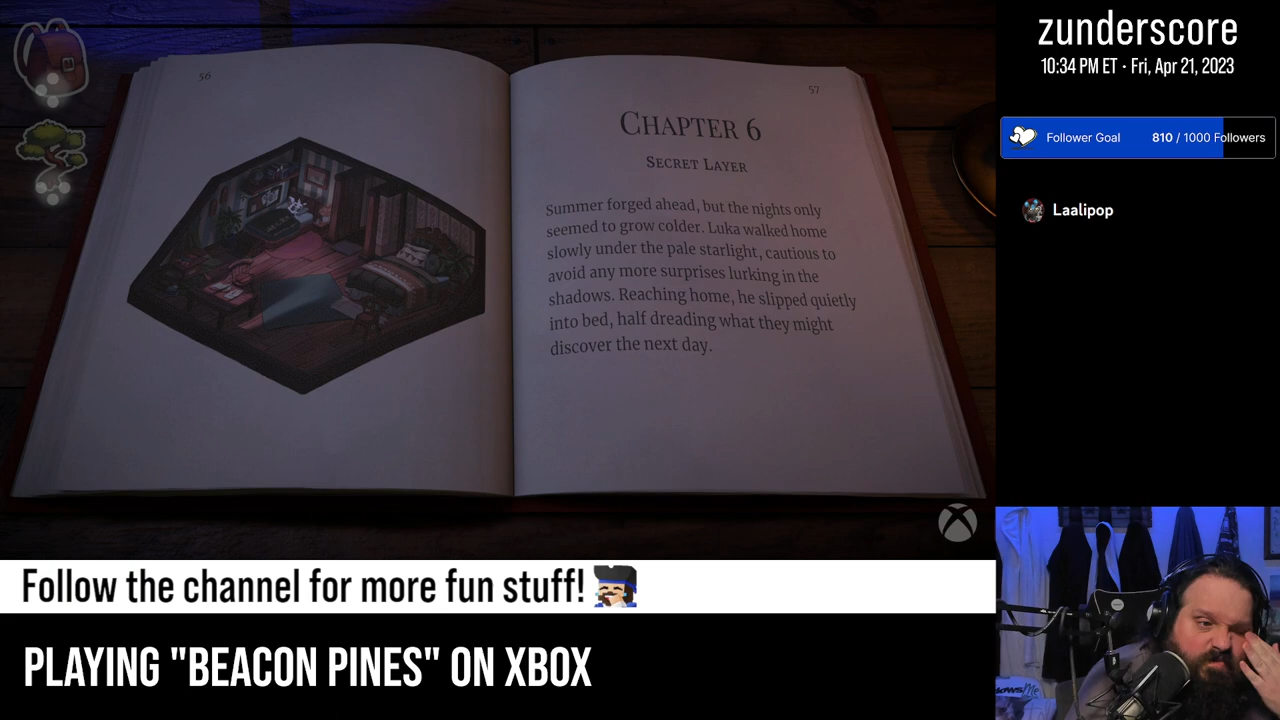 56
57
CHAPTER 6
SECRET LAYER
Summer forged ahead, but the nights only
seemed to grow colder. Luka walked home
slowly under the pale starlight, cautious to
avoid any more surprises lurking in the
shadows. Reaching home, he slipped quietly
into bed, half dreading what they might
discover the next day.
zunderscore
10:34 PM ET · Fri, Apr 21, 2023
Follower Goal 810 / 1000 Followers
Laalipop
Follow the channel for more fun stuff!
PLAYING "BEACON PINES" ON XBOX